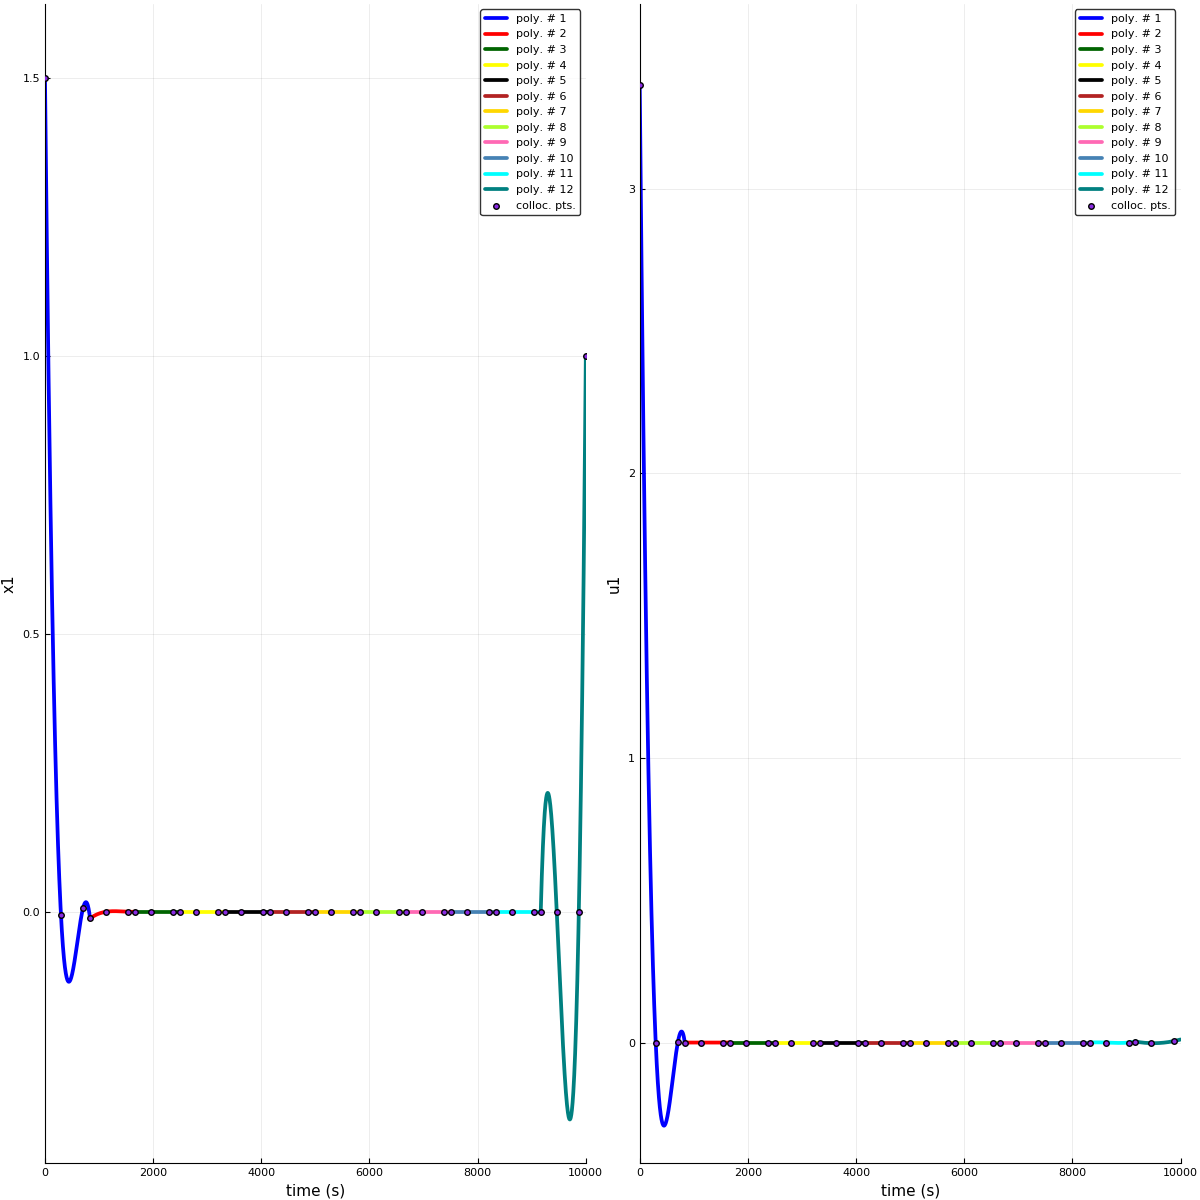 poly. # 1
poly. # 2
poly. # 3
poly. # 4
poly. # 5
poly. # 6
poly. # 7
poly. # 8
poly. # 9
poly. # 10
poly. # 11
poly. # 12
colloc. pts.
1.5
1.0
0.5
0.0
x1
0 2000 4000 6000 8000 10000
time (s)
poly. # 1
poly. # 2
poly. # 3
poly. # 4
poly. # 5
poly. # 6
poly. # 7
poly. # 8
poly. # 9
poly. # 10
poly. # 11
poly. # 12
colloc. pts.
3
2
1
0
u1
0 2000 4000 6000 8000 10000
time (s)